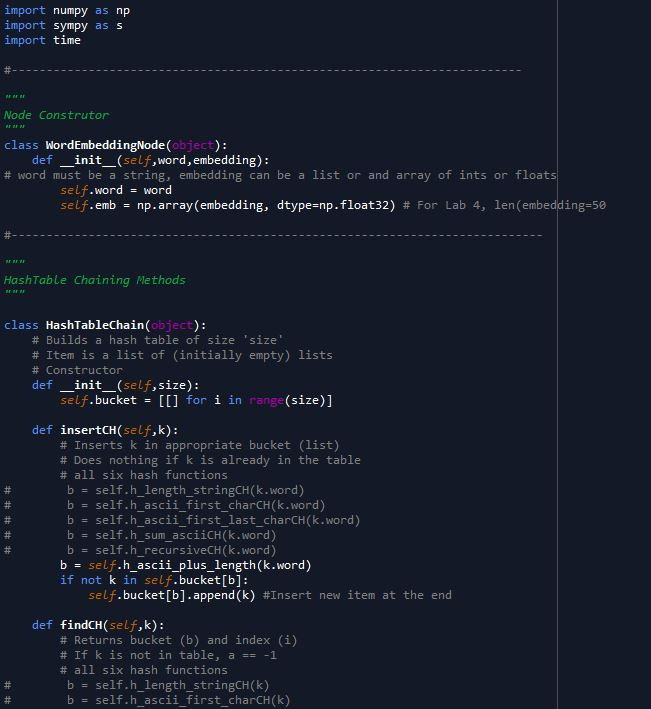 import numpy as np
import sympy as s
import time
#-------------------------------------------------------------------------
"""
Node Construtor
"""
class WordEmbeddingNode(object):
    def __init__(self,word,embedding):
# word must be a string, embedding can be a list or and array of ints or floats
        self.word = word
        self.emb = np.array(embedding, dtype=np.float32) # For Lab 4, len(embedding=50
#----------------------------------------------------------------------------
"""
HashTable Chaining Methods
"""
class HashTableChain(object):
    # Builds a hash table of size 'size'
    # Item is a list of (initially empty) lists
    # Constructor
    def __init__(self,size):
        self.bucket = [[] for i in range(size)]
    def insertCH(self,k):
        # Inserts k in appropriate bucket (list)
        # Does nothing if k is already in the table
        # all six hash functions
#        b = self.h_length_stringCH(k.word)
#        b = self.h_ascii_first_charCH(k.word)
#        b = self.h_ascii_first_last_charCH(k.word)
#        b = self.h_sum_asciiCH(k.word)
#        b = self.h_recursiveCH(k.word)
        b = self.h_ascii_plus_length(k.word)
        if not k in self.bucket[b]:
            self.bucket[b].append(k) #Insert new item at the end
    def findCH(self,k):
        # Returns bucket (b) and index (i)
        # If k is not in table, a == -1
        # all six hash functions
#        b = self.h_length_stringCH(k)
#        b = self.h_ascii_first_charCH(k)